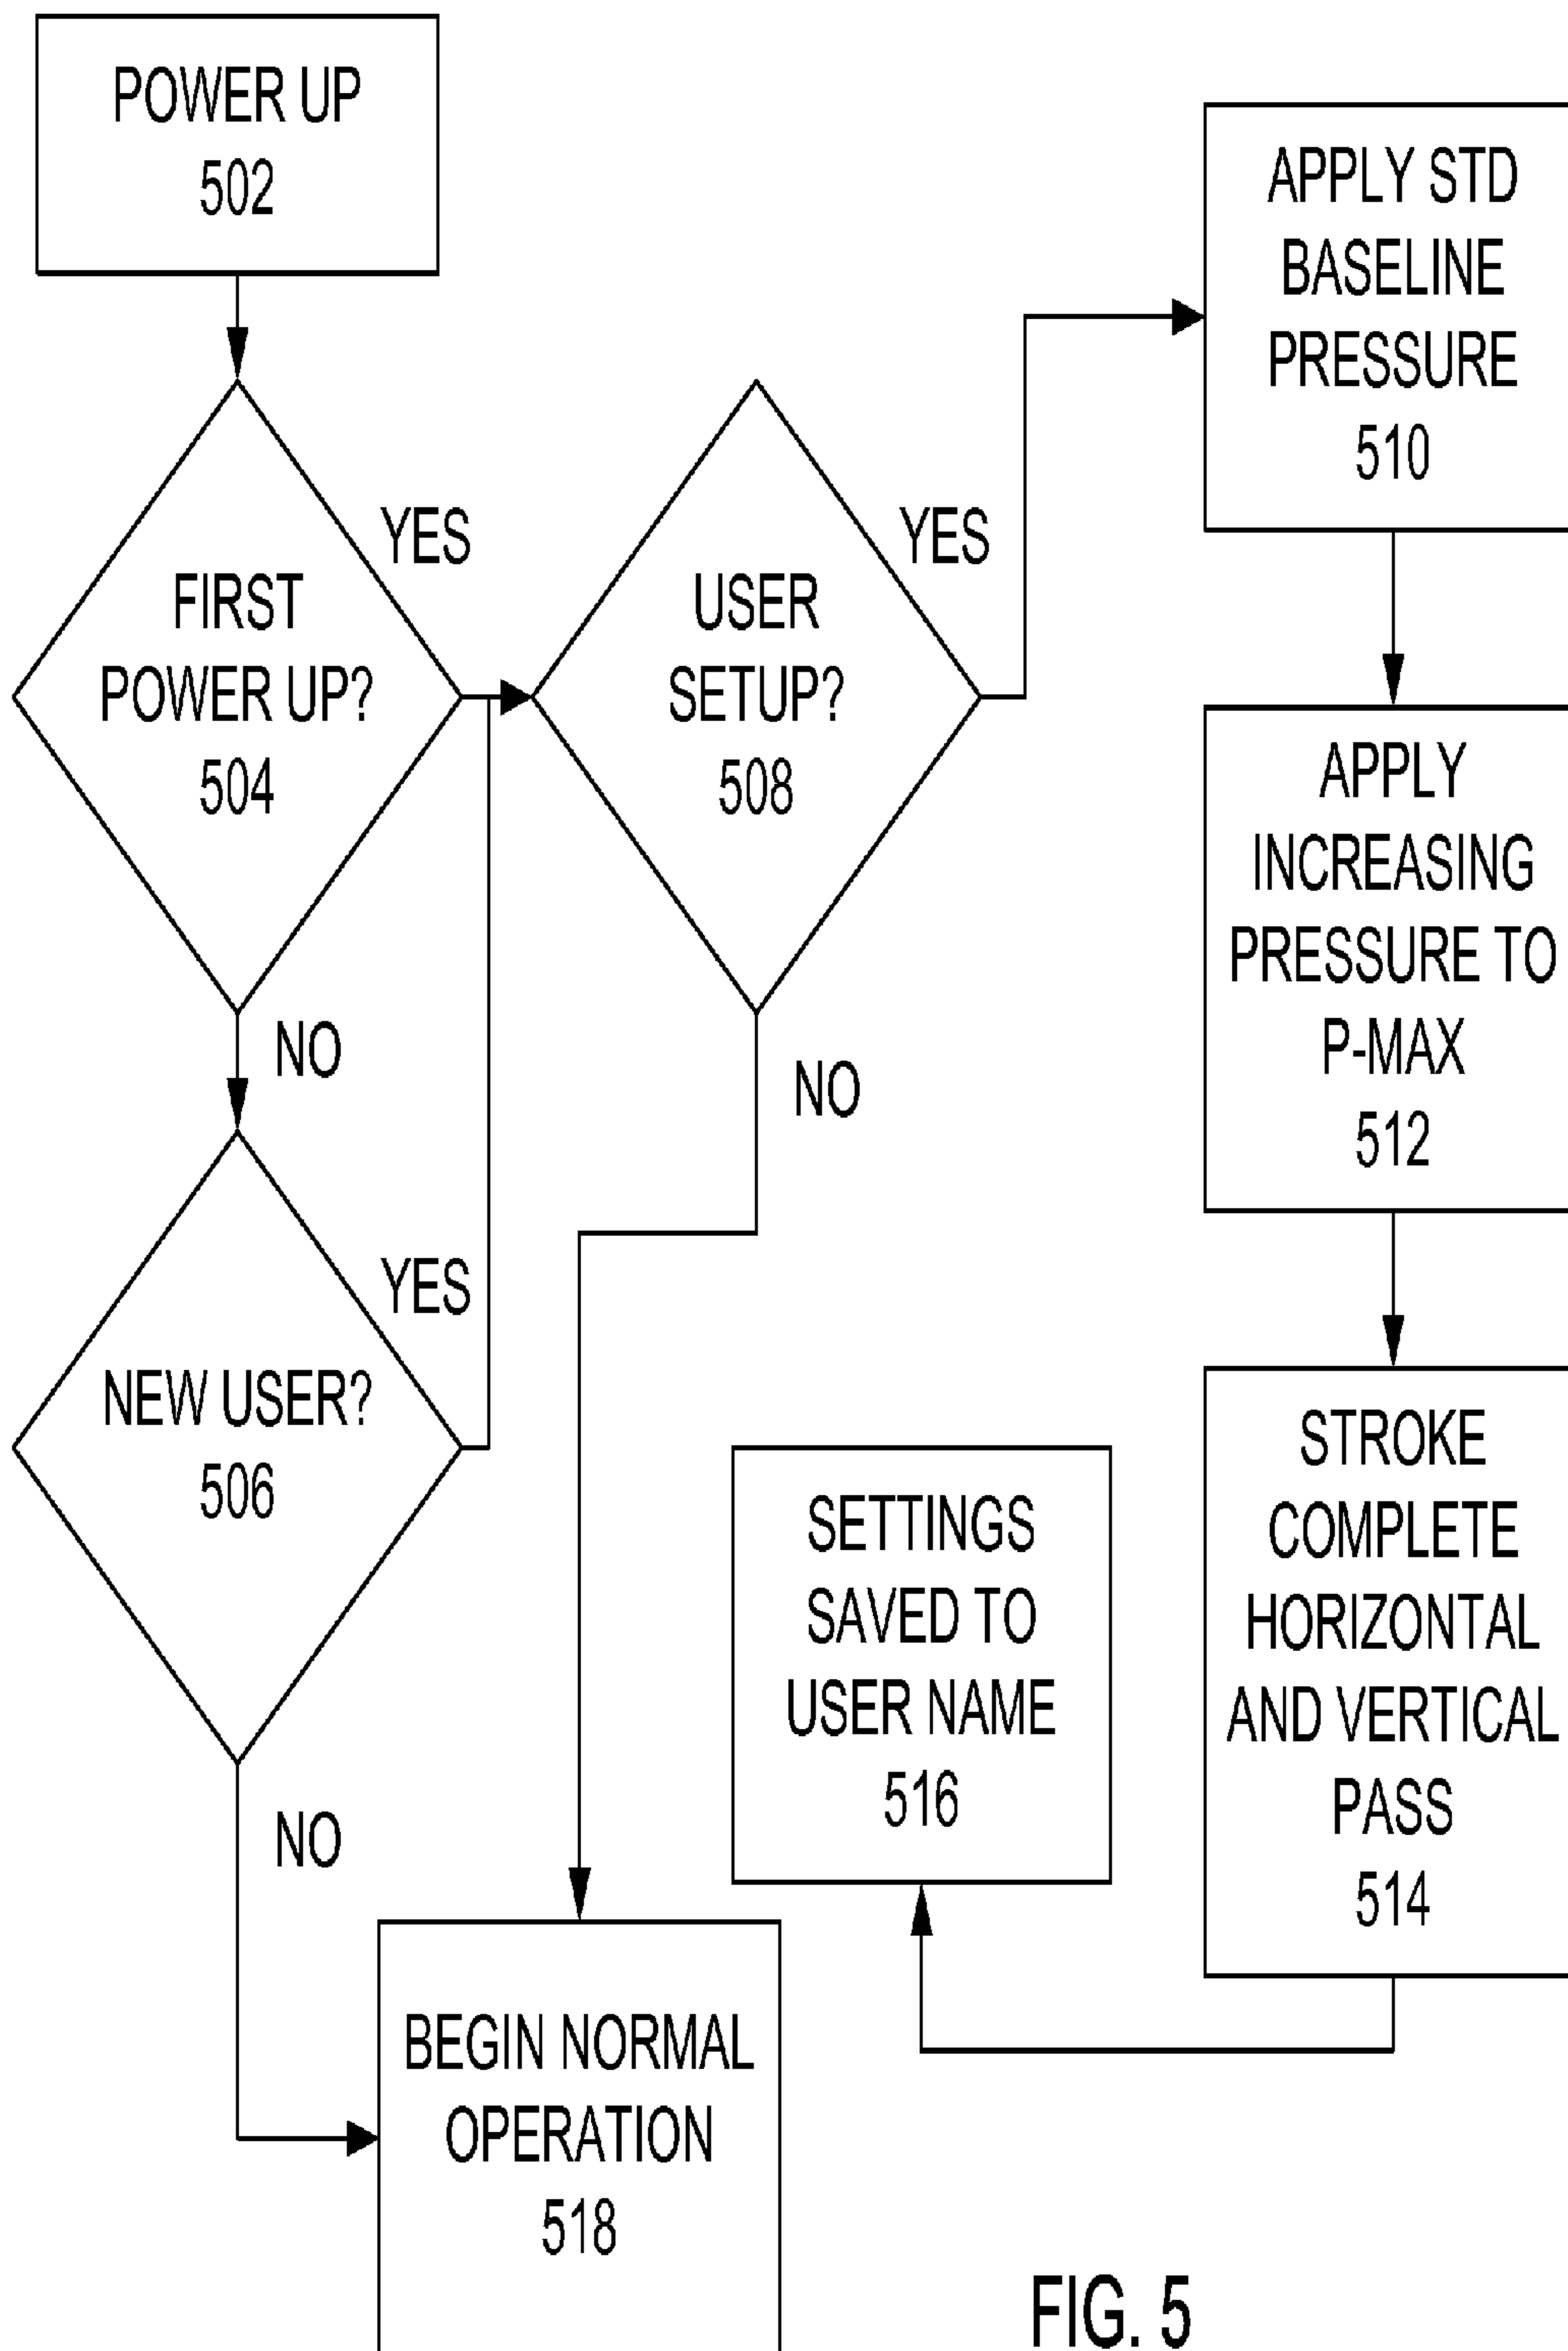 POWER UP
502
FIRST
POWER UP?
504
YES
NO
NEW USER?
506
YES
NO
USER
SETUP?
508
YES
NO
APPLY STD
BASELINE
PRESSURE
510
APPLY
INCREASING
PRESSURE TO
P-MAX
512
STROKE
COMPLETE
HORIZONTAL
AND VERTICAL
PASS
514
SETTINGS
SAVED TO
USER NAME
516
BEGIN NORMAL
OPERATION
518
FIG. 5